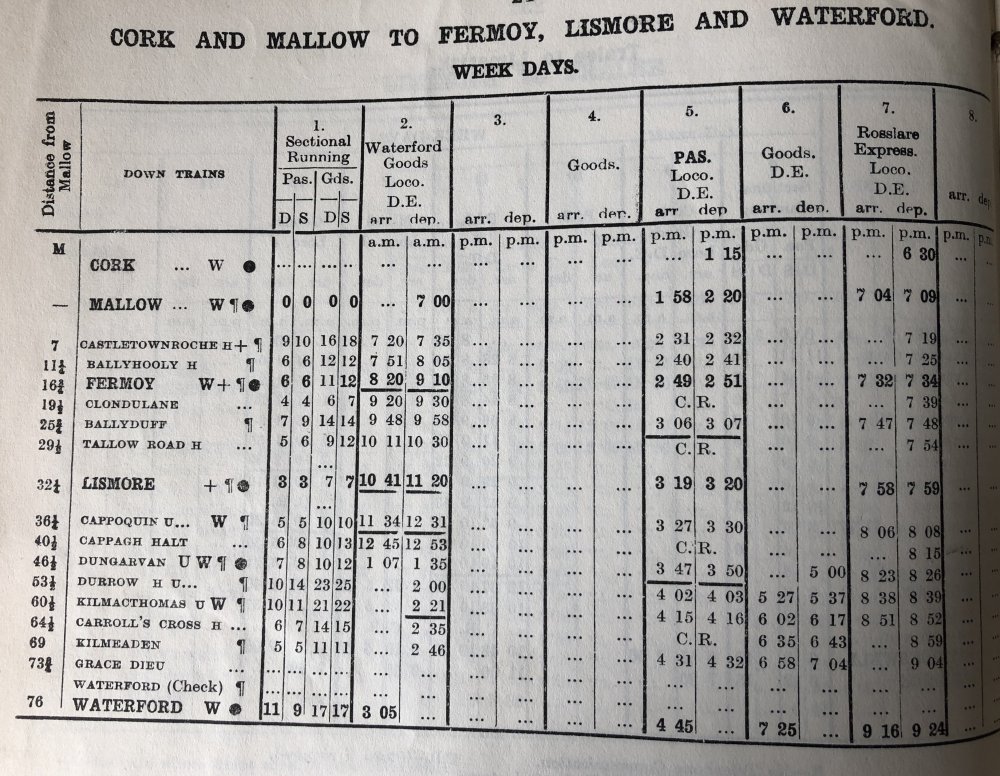 CORK AND MALLOW TO FERMOY, LISMORE AND WATERFORD.
WEEK DAYS.
Distance from Mallow
DOWN TRAINS
1. Sectional Running
Pas. Gds.
D S D S
2. Waterford Goods Loco. D.E. arr dep.
3. arr. dep.
4. Goods. arr. dep.
5. PAS. Loco. D.E. arr dep
6. Goods. D.E. arr. dep.
7. Rosslare Express. Loco. D.E. arr. dep.
8. arr. dep
M a.m. a.m. p.m. p.m. p.m. p.m. p.m. p.m. p.m. p.m. p.m. p.m. p.m. p.m.
CORK ... W ● ... ... ... ... ... ... ... ... ... ... 1 15 ... ... 6 30 ... ...
— MALLOW ... W ¶ ● 0 0 0 0 ... 7 00 ... ... ... ... 1 58 2 20 ... ... 7 04 7 09 ... ...
7 CASTLETOWNROCHE H + ¶ 9 10 16 18 7 20 7 35 ... ... ... ... 2 31 2 32 ... ... 7 19 ... ...
11½ BALLYHOOLY H ¶ 6 6 12 12 7 51 8 05 ... ... ... ... 2 40 2 41 ... ... ... 7 25 ... ...
16¾ FERMOY W + ¶ ● 6 6 11 12 8 20 9 10 ... ... ... ... 2 49 2 51 ... ... 7 32 7 34 ... ...
19½ CLONDULANE ... 4 4 6 7 9 20 9 30 ... ... ... ... C. R. ... ... ... 7 39 ... ...
25¾ BALLYDUFF ¶ 7 9 14 14 9 48 9 58 ... ... ... ... 3 06 3 07 ... ... 7 47 7 48 ... ...
29½ TALLOW ROAD H ... 5 6 9 12 10 11 10 30 ... ... ... ... C. R. ... ... 7 54 ... ...
...
32¼ LISMORE + ¶ ● 3 3 7 7 10 41 11 20 ... ... ... ... 3 19 3 20 ... ... 7 58 7 59 ... ...
...
36½ CAPPOQUIN U ... W ¶ 5 5 10 10 11 34 12 31 ... ... ... ... 3 27 3 30 ... ... 8 06 8 08 ... ...
40½ CAPPAGH HALT ... 6 8 10 13 12 45 12 53 ... ... ... ... C. R. ... ... ... 8 15 ... ...
46½ DUNGARVAN U W ¶ ● 7 8 10 12 1 07 1 35 ... ... ... ... 3 47 3 50 ... 5 00 8 23 8 26 ... ...
53½ DURROW H U ... ¶ 10 14 23 25 ... 2 00 ... ... ... ... 4 02 4 03 5 27 5 37 8 38 8 39 ... ...
60½ KILMACTHOMAS U W ¶ 10 11 21 22 ... 2 21 ... ... ... ... 4 15 4 16 6 02 6 17 8 51 8 52 ... ...
64½ CARROLL'S CROSS H ... 6 7 14 15 ... 2 35 ... ... ... ... C. R. 6 35 6 43 8 59 ... ...
69 KILMEADEN ¶ 5 5 11 11 ... 2 46 ... ... ... ... 4 31 4 32 6 58 7 04 ... 9 04 ... ...
73¾ GRACE DIEU ... ... ... ... ... ... ... ... ... ... ... ... ... ... ... ... ... ... ...
WATERFORD (Check) ¶ ... ... ... ... ... ... ... ... ... ... ... ... ... ... ... ... ... ...
76 WATERFORD W ● 11 9 17 17 3 05 ... ... ... ... ... 4 45 ... 7 25 ... 9 16 9 24 ... ...